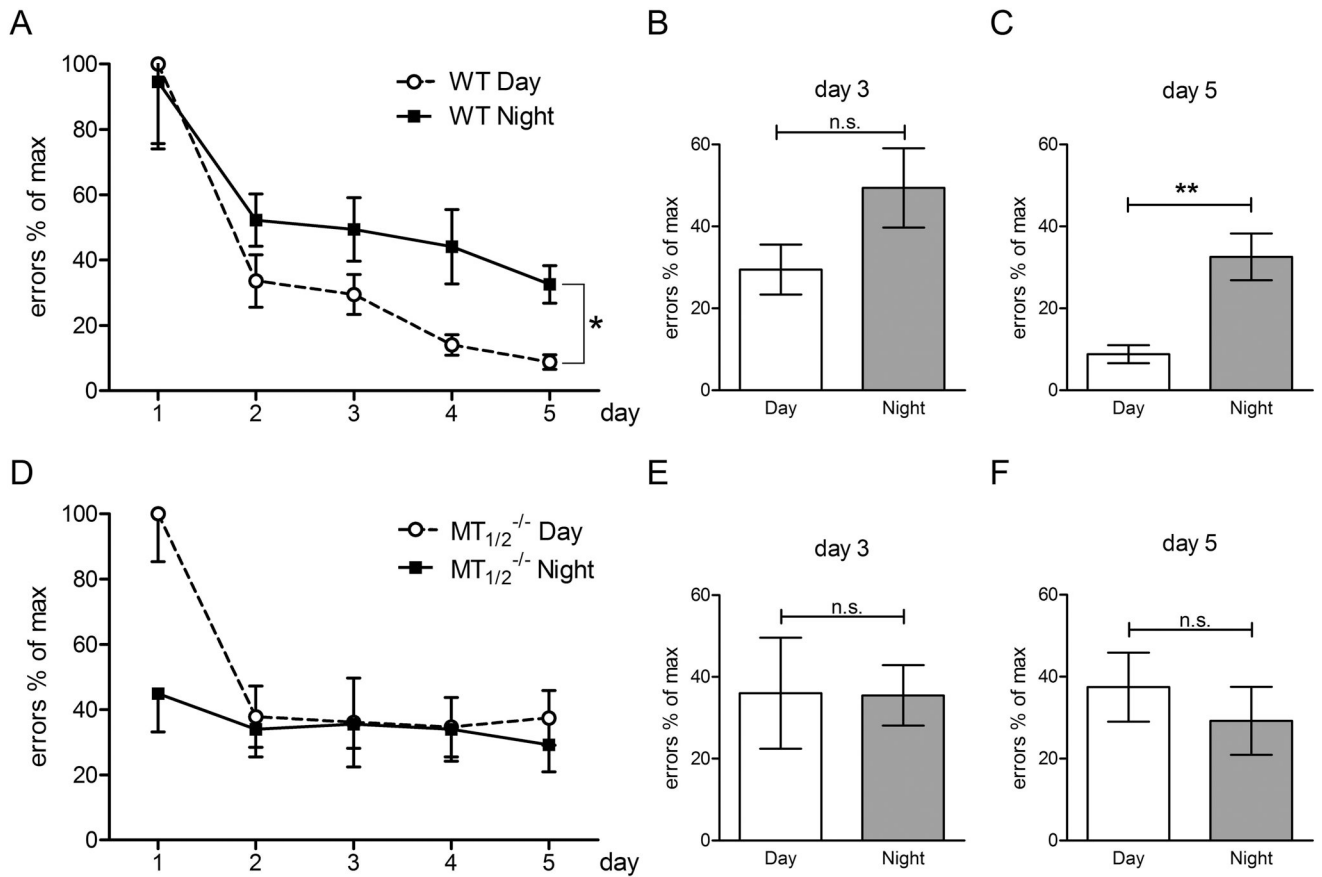 A
100
80
60
40
20
0
errors % of max
WT Day
WT Night
*
1 2 3 4 5 day
B
day 3
n.s.
60
40
20
0
errors % of max
Day Night
C
day 5
**
60
40
20
0
errors % of max
Day Night
D
100
80
60
40
20
0
errors % of max
MT1/2-/- Day
MT1/2-/- Night
1 2 3 4 5 day
E
day 3
n.s.
60
40
20
0
errors % of max
Day Night
F
day 5
n.s.
60
40
20
0
errors % of max
Day Night